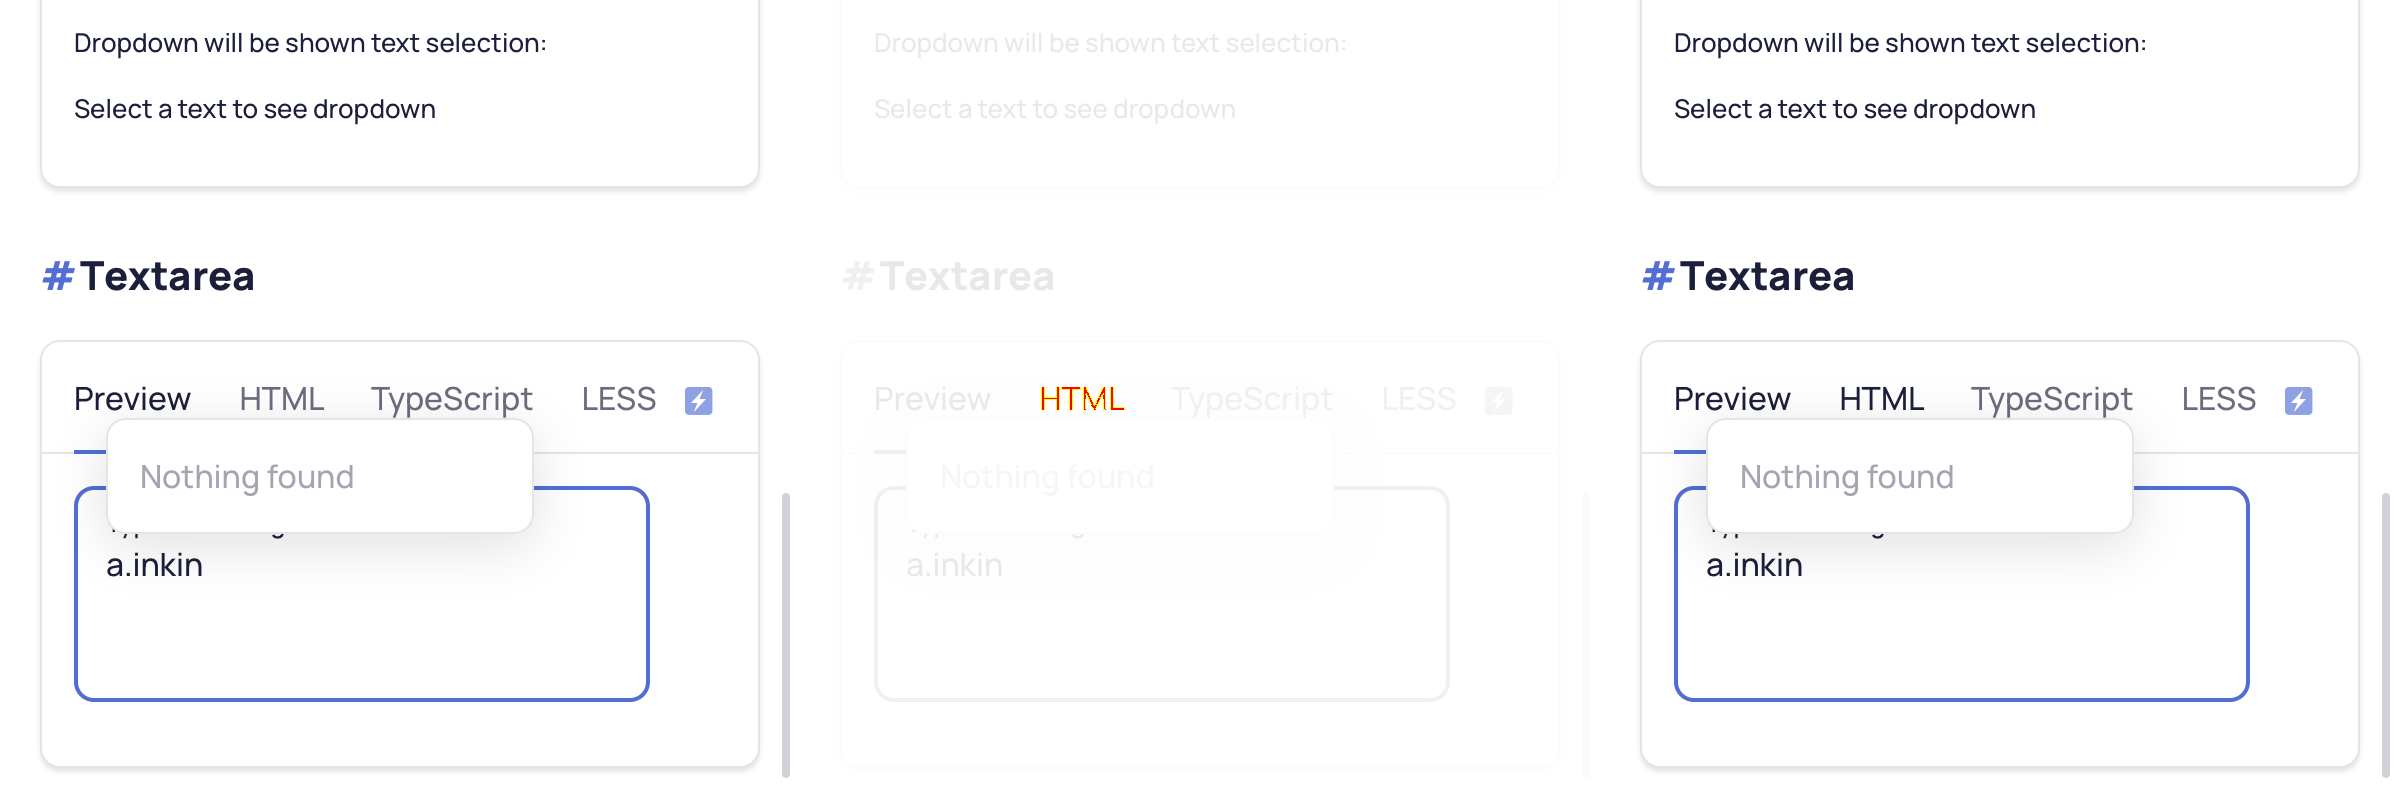 Dropdown will be shown text selection:
Select a text to see dropdown
#Textarea
Preview HTML TypeScript LESS
Nothing found
a.inkin
Dropdown will be shown text selection:
Select a text to see dropdown
#Textarea
Preview HTML TypeScript LESS
Nothing found
a.inkin
Dropdown will be shown text selection:
Select a text to see dropdown
#Textarea
Preview HTML TypeScript LESS
Nothing found
a.inkin